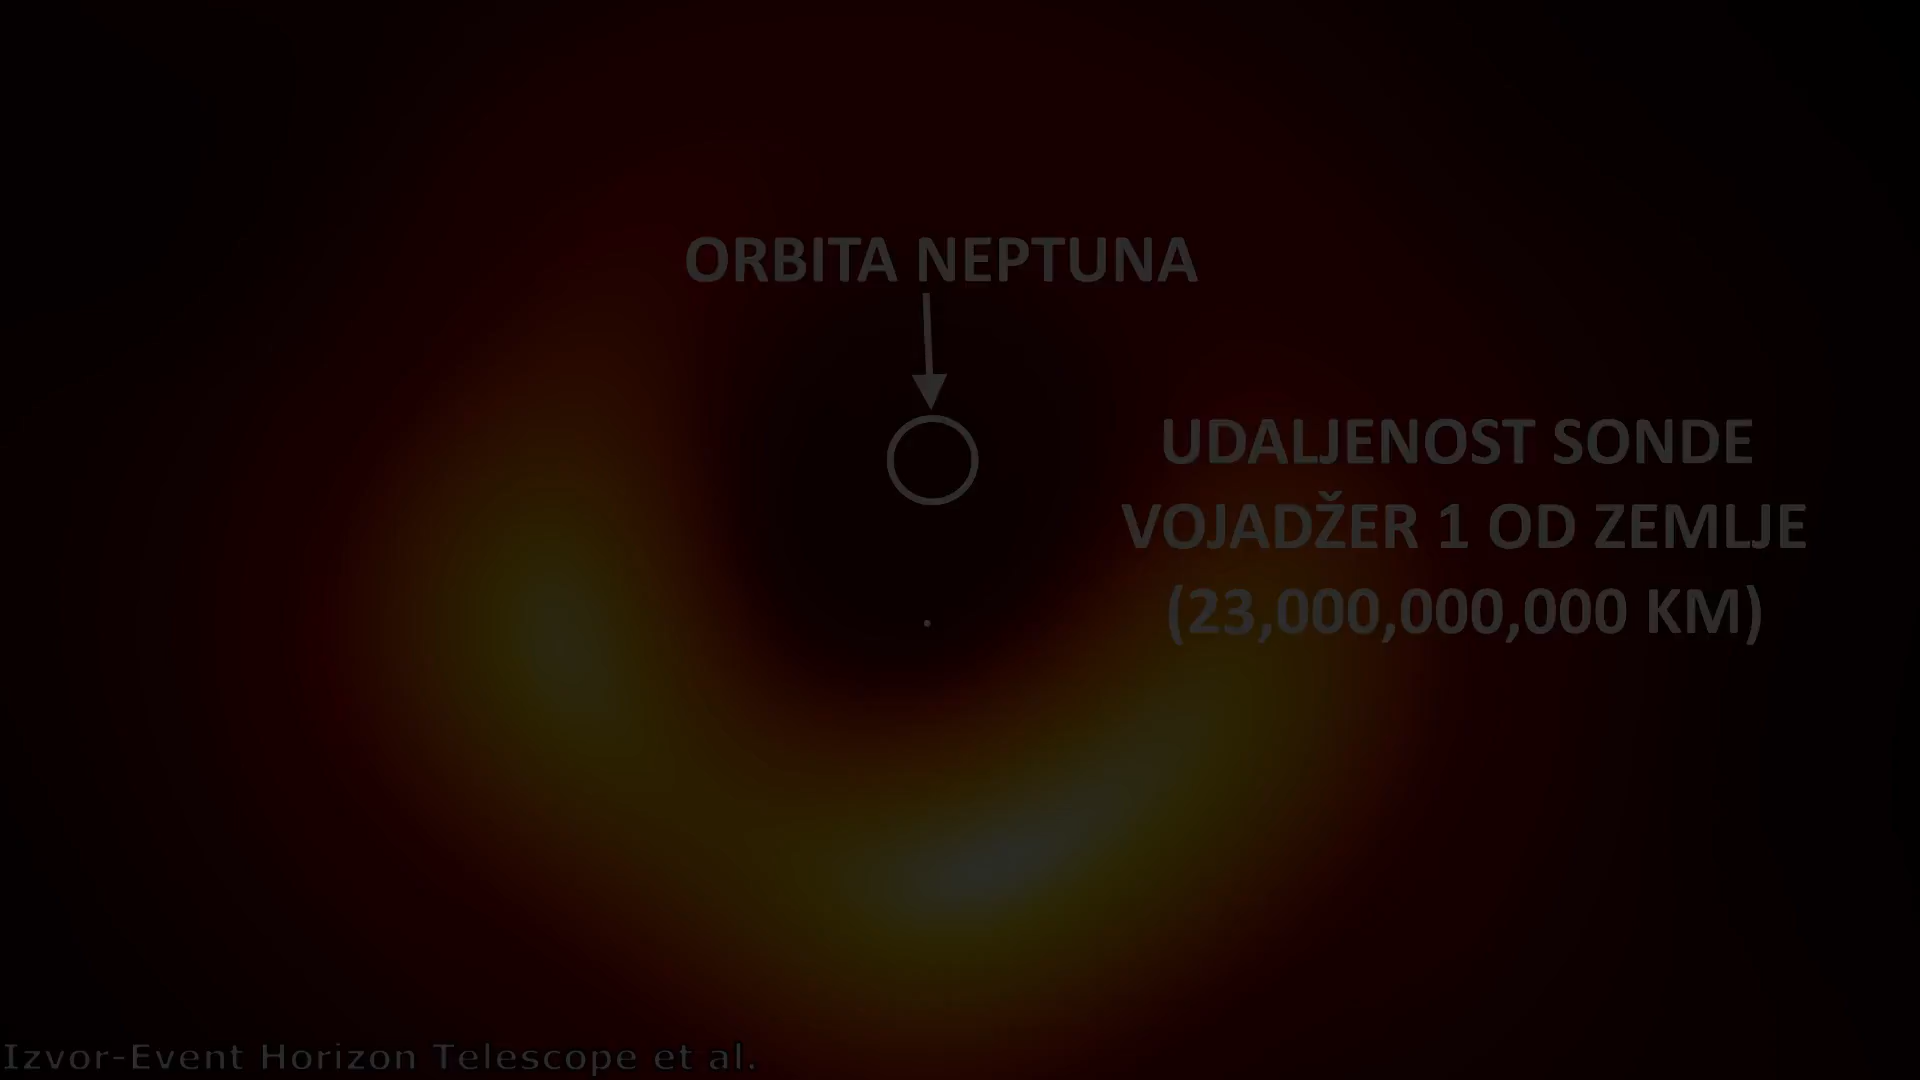 ORBITA NEPTUNA
UDALJENOST SONDE
VOJADŽER 1 OD ZEMLJE
(23,000,000,000 KM)
Izvor-Event Horizon Telescope et al.